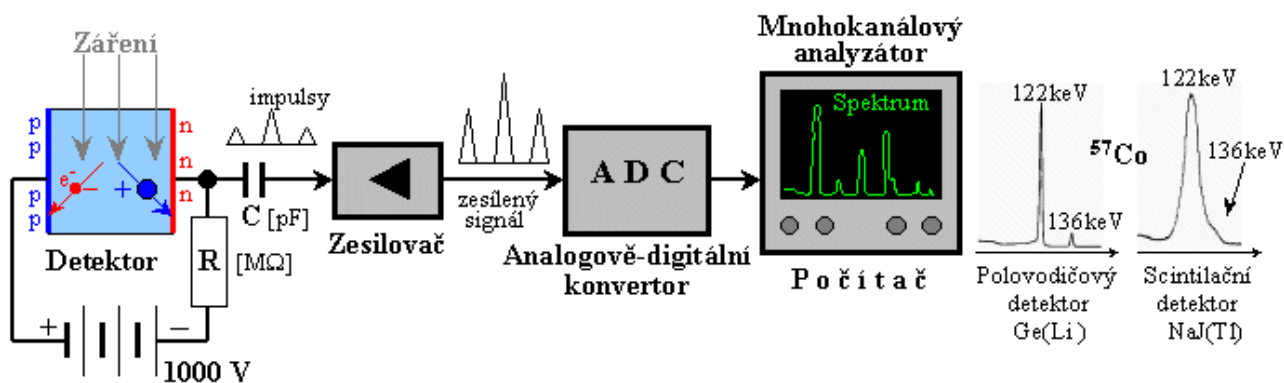 Záření
p
p
p
p
n
n
n
e-
−
+
Detektor
+
−
1000 V
R
[MΩ]
impulsy
C [pF]
Zesilovač
zesílený
signál
A D C
Analogově-digitální
konvertor
Mnohokanálový
analyzátor
Spektrum
Počítač
122keV
136keV
Polovodičový
detektor
Ge(Li)
57Co
122keV
136keV
Scintilační
detektor
NaJ(Tl)